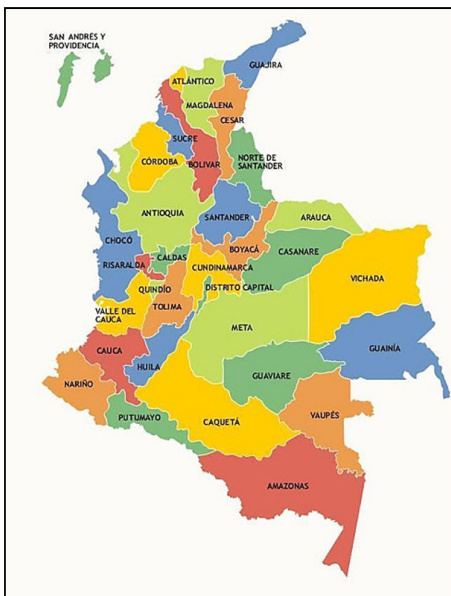 SAN ANDRÉS Y
PROVIDENCIA
GUAJIRA
ATLÁNTICO
MAGDALENA
CESAR
SUCRE
BOLIVAR
NORTE DE
SANTANDER
CÓRDOBA
ANTIOQUIA
SANTANDER
ARAUCA
CHOCÓ
BOYACÁ
CASANARE
RISARALDA
CALDAS
CUNDINAMARCA
VICHADA
QUINDÍO
DISTRITO CAPITAL
TOLIMA
VALLE DEL
CAUCA
META
CAUCA
GUAINÍA
HUILA
GUAVIARE
NARIÑO
PUTUMAYO
CAQUETÁ
VAUPÉS
AMAZONAS